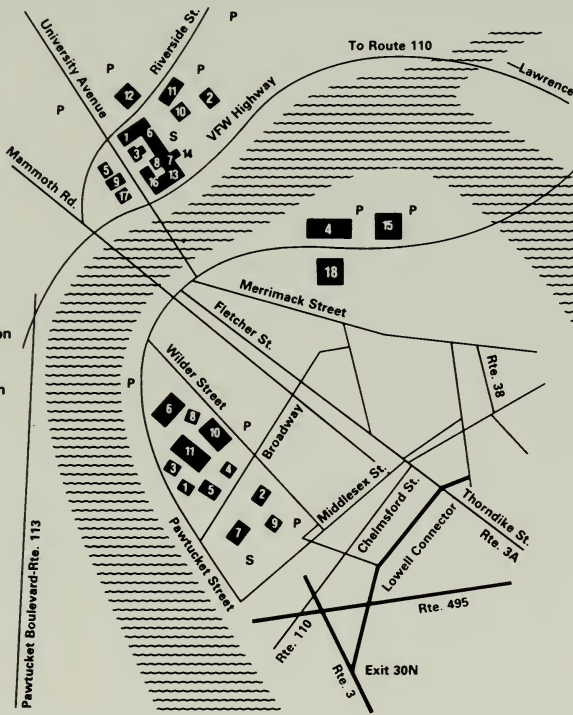 P
Riverside St.
University Avenue
To Route 110
Lawrence
P
P
11
12
2
10
P
VFW Highway
7
6
S
3
14
7
8
13
5
16
9
17
Mammoth Rd.
P
P
4
15
18
Merrimack Street
Fletcher St.
on
n
Wilder Street
P
Rte. 38
6
8
10
P
Broadway
11
3
1
5
2
9
P
7
S
Middlesex St.
Chelmsford St.
Thorndike St.
Rte. 3A
Lowell Connector
Pawtucket Street
Pawtucket Boulevard-Rte. 113
Rte. 495
Rte. 110
Exit 30N
Rte. 3